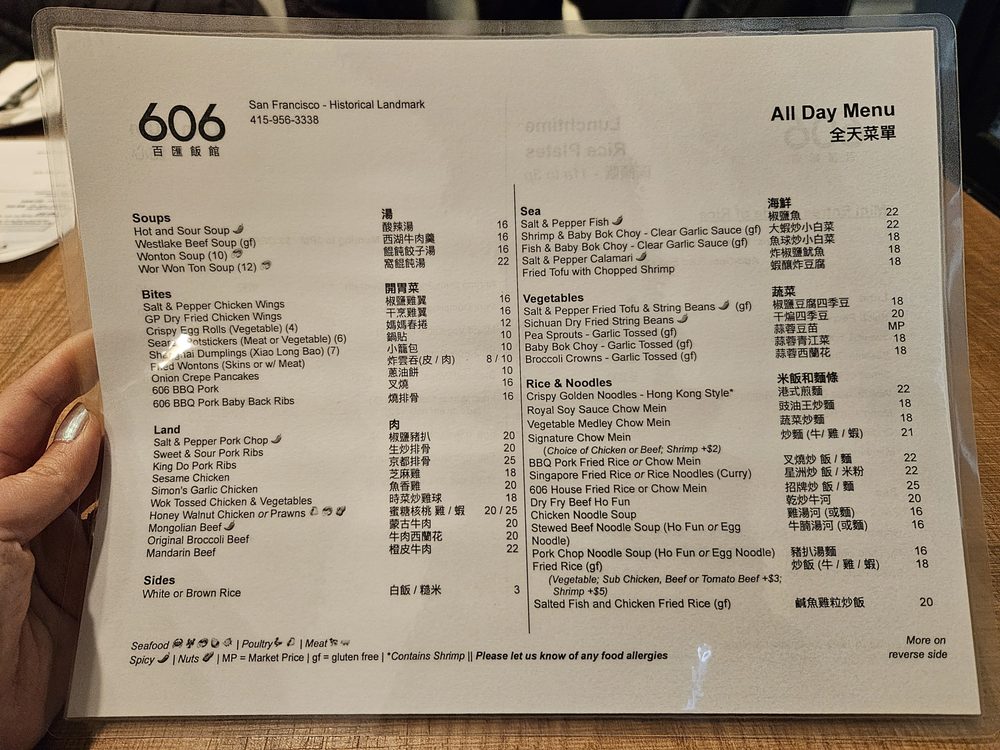 606
百匯飯館
San Francisco - Historical Landmark
415-956-3338
All Day Menu
全天菜單
Soups 湯
Hot and Sour Soup 酸辣湯 16
Westlake Beef Soup (gf) 西湖牛肉羹 16
Wonton Soup (10) 餛飩餃子湯 16
Wor Won Ton Soup (12) 窩餛飩湯 22
Bites 開胃菜
Salt & Pepper Chicken Wings 椒鹽雞翼 16
GP Dry Fried Chicken Wings 干烹雞翼 16
Crispy Egg Rolls (Vegetable) (4) 媽媽春捲 12
Potstickers (Meat or Vegetable) (6) 鍋貼 10
Shanghai Dumplings (Xiao Long Bao) (7) 小籠包 10
Fried Wontons (Skins or w/ Meat) 炸雲吞(皮 / 肉) 8 / 10
Onion Crepe Pancakes 蔥油餅 10
606 BBQ Pork 叉燒 16
606 BBQ Pork Baby Back Ribs 燒排骨 16
Land 肉
Salt & Pepper Pork Chop 椒鹽豬扒 20
Sweet & Sour Pork Ribs 生炒排骨 20
King Do Pork Ribs 京都排骨 25
Sesame Chicken 芝麻雞 18
Simon's Garlic Chicken 魚香雞 20
Wok Tossed Chicken & Vegetables 時菜炒雞球 18
Honey Walnut Chicken or Prawns 蜜糖核桃 雞 / 蝦 20 / 25
Mongolian Beef 蒙古牛肉 20
Original Broccoli Beef 牛肉西蘭花 20
Mandarin Beef 橙皮牛肉 22
Sides
White or Brown Rice 白飯 / 糙米 3
Sea 海鮮
Salt & Pepper Fish 椒鹽魚 22
Shrimp & Baby Bok Choy - Clear Garlic Sauce (gf) 大蝦炒小白菜 22
Fish & Baby Bok Choy - Clear Garlic Sauce (gf) 魚球炒小白菜 18
Salt & Pepper Calamari 炸椒鹽魷魚 18
Fried Tofu with Chopped Shrimp 蝦釀炸豆腐 18
Vegetables 蔬菜
Salt & Pepper Fried Tofu & String Beans (gf) 椒鹽豆腐四季豆 18
Sichuan Dry Fried String Beans 干煸四季豆 20
Pea Sprouts - Garlic Tossed (gf) 蒜蓉豆苗 MP
Baby Bok Choy - Garlic Tossed (gf) 蒜蓉青江菜 18
Broccoli Crowns - Garlic Tossed (gf) 蒜蓉西蘭花 18
Rice & Noodles 米飯和麵條
Crispy Golden Noodles - Hong Kong Style* 港式煎麵 22
Royal Soy Sauce Chow Mein 豉油王炒麵 18
Vegetable Medley Chow Mein 蔬菜炒麵 18
Signature Chow Mein 炒麵 (牛/ 雞 / 蝦) 21
(Choice of Chicken or Beef; Shrimp +$2)
BBQ Pork Fried Rice or Chow Mein 叉燒炒 飯 / 麵 22
Singapore Fried Rice or Rice Noodles (Curry) 星洲炒 飯 / 米粉 22
606 House Fried Rice or Chow Mein 招牌炒 飯 / 麵 25
Dry Fry Beef Ho Fun 乾炒牛河 20
Chicken Noodle Soup 雞湯河 (或麵) 16
Stewed Beef Noodle Soup (Ho Fun or Egg 牛腩湯河 (或麵) 16
Noodle)
Pork Chop Noodle Soup (Ho Fun or Egg Noodle) 豬扒湯麵 16
Fried Rice (gf) 炒飯 (牛 / 雞 / 蝦) 18
(Vegetable; Sub Chicken, Beef or Tomato Beef +$3;
Shrimp +$5)
Salted Fish and Chicken Fried Rice (gf) 鹹魚雞粒炒飯 20
Seafood | Poultry | Meat
Spicy | Nuts | MP = Market Price | gf = gluten free | *Contains Shrimp || Please let us know of any food allergies
More on
reverse side